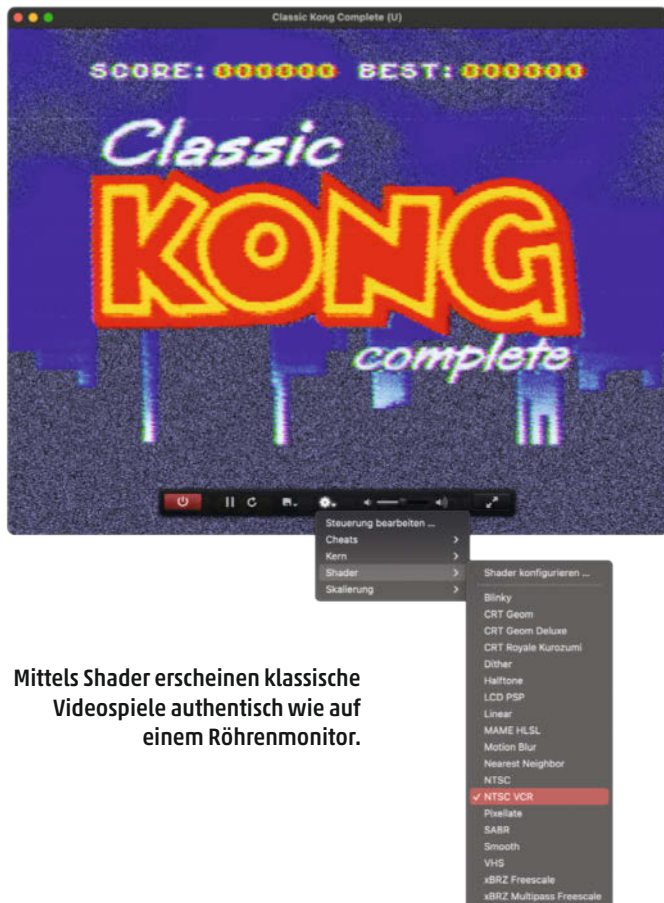 Classic Kong Complete (U)
SCORE: 000000 BEST: 000000
Classic
KONG
complete
Steuerung bearbeiten ...
Cheats
Kern
Shader
Skalierung
Shader konfigurieren ...
Blinky
CRT Geom
CRT Geom Deluxe
CRT Royale Kurozumi
Dither
Halftone
LCD PSP
Linear
MAME HLSL
Motion Blur
Nearest Neighbor
NTSC
NTSC VCR
Pixellate
SABR
Smooth
VHS
xBRZ Freescale
xBRZ Multipass Freescale
Mittels Shader erscheinen klassische
Videospiele authentisch wie auf
einem Röhrenmonitor.